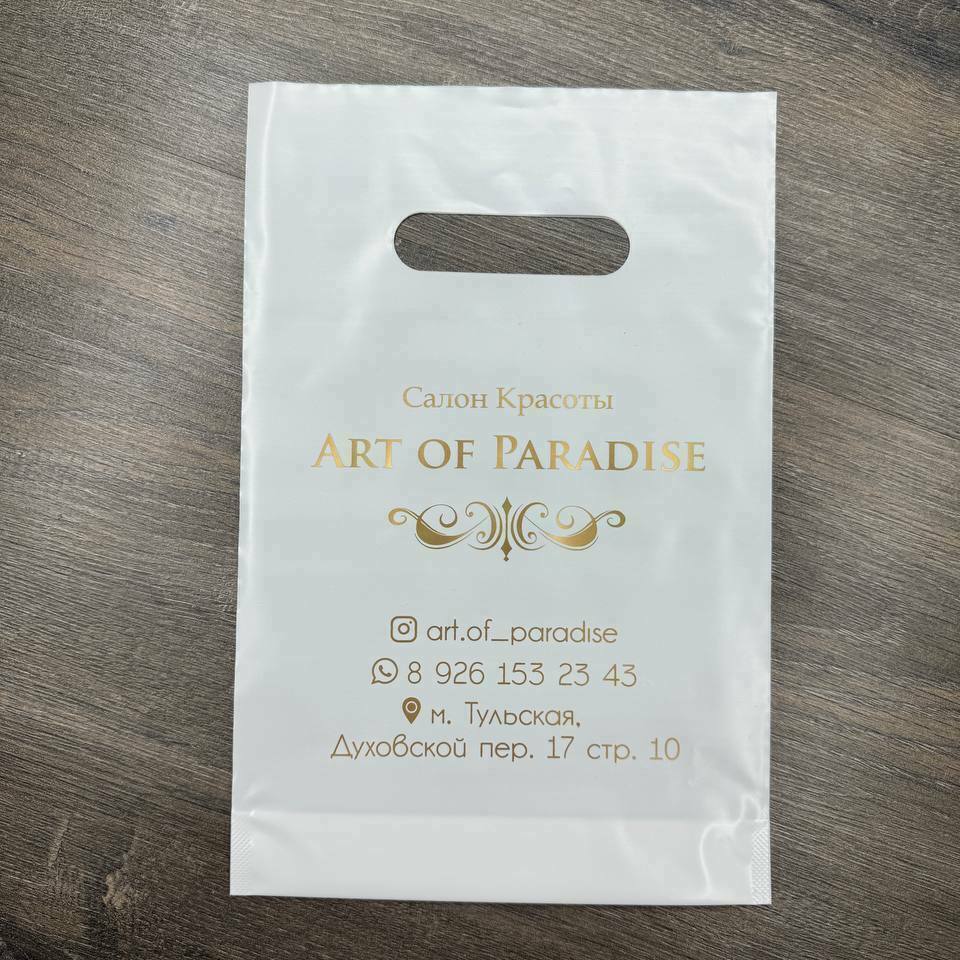 Салон Красоты
ART OF PARADISE
art.of_paradise
8 926 153 23 43
м. Тульская,
Духовской пер. 17 стр. 10